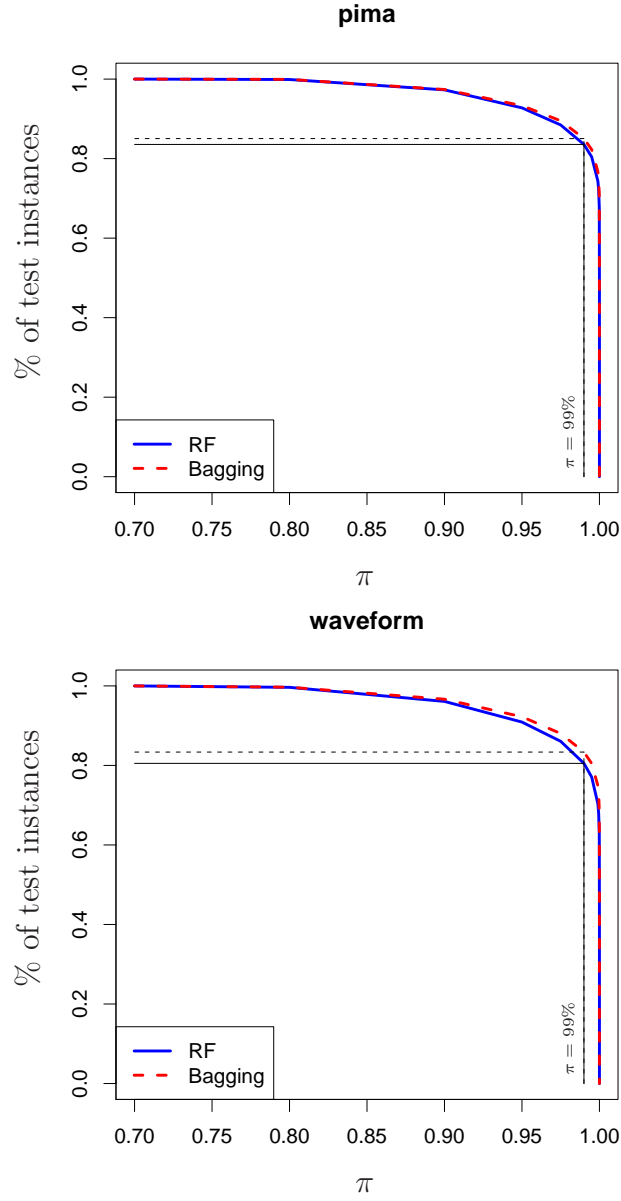 pima
% of test instances
1.0
0.8
0.6
0.4
0.2
0.0
π = 99%
RF
Bagging
0.70 0.75 0.80 0.85 0.90 0.95 1.00
π
waveform
% of test instances
1.0
0.8
0.6
0.4
0.2
0.0
π = 99%
RF
Bagging
0.70 0.75 0.80 0.85 0.90 0.95 1.00
π